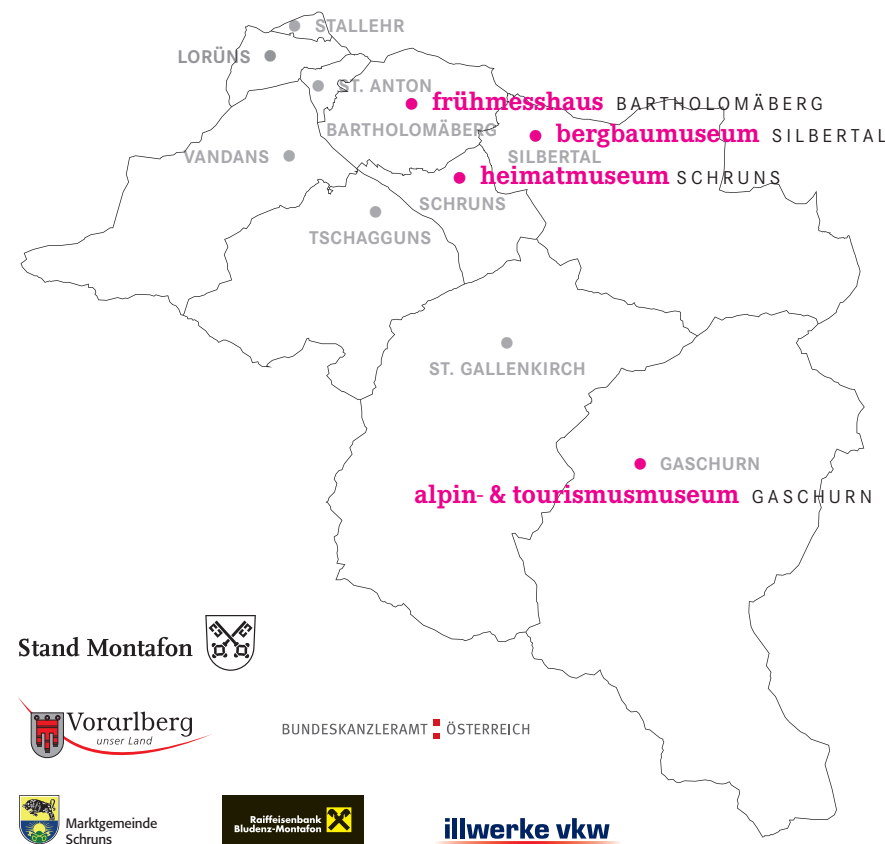 STALLEHR
LORÜNS
ST. ANTON
frühmesshaus BARTHOLOMÄBERG
BARTHOLOMÄBERG
bergbaumuseum SILBERTAL
VANDANS
SILBERTAL
heimatmuseum SCHRUNS
SCHRUNS
TSCHAGGUNS
ST. GALLENKIRCH
GASCHURN
alpin- & tourismusmuseum GASCHURN
Stand Montafon
Vorarlberg
unser Land
BUNDESKANZLERAMT ÖSTERREICH
Marktgemeinde
Schruns
Raiffeisenbank
Bludenz-Montafon
illwerke vkw